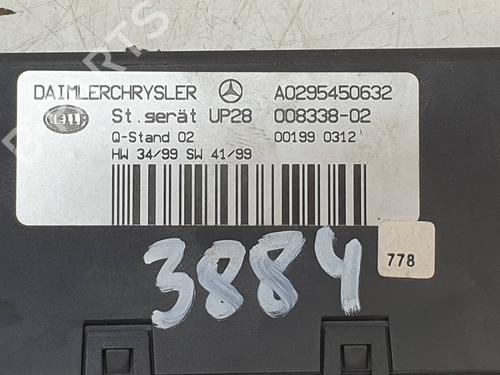 DAIMLERCHRYSLER A0295450632
St.gerät UP28 008338-02
Q-Stand 02 00199 0312
HW 34/99 SW 41/99
3884
778